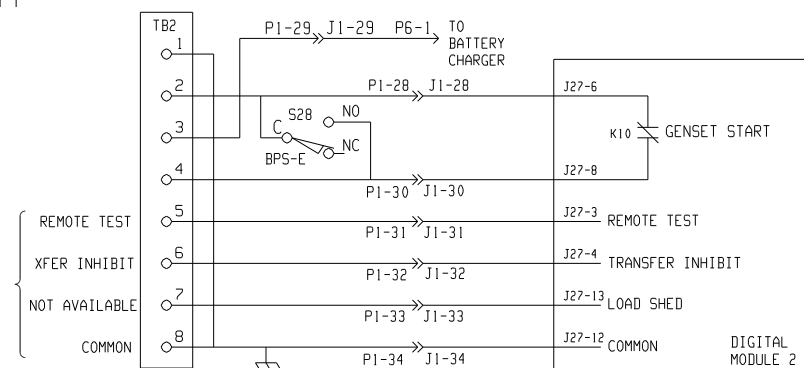 TB2
P1-29 J1-29 P6-1 TO
BATTERY
CHARGER
1
2 P1-28 J1-28 J27-6
S28 NO
3 C K10 GENSET START
NC
BPS-E
4 J27-8
P1-30 J1-30
REMOTE TEST 5 J27-3 REMOTE TEST
P1-31 J1-31
XFER INHIBIT 6 J27-4 TRANSFER INHIBIT
P1-32 J1-32
NOT AVAILABLE 7 J27-13 LOAD SHED
P1-33 J1-33
COMMON 8 J27-12 COMMON DIGITAL
P1-34 J1-34 MODULE 2